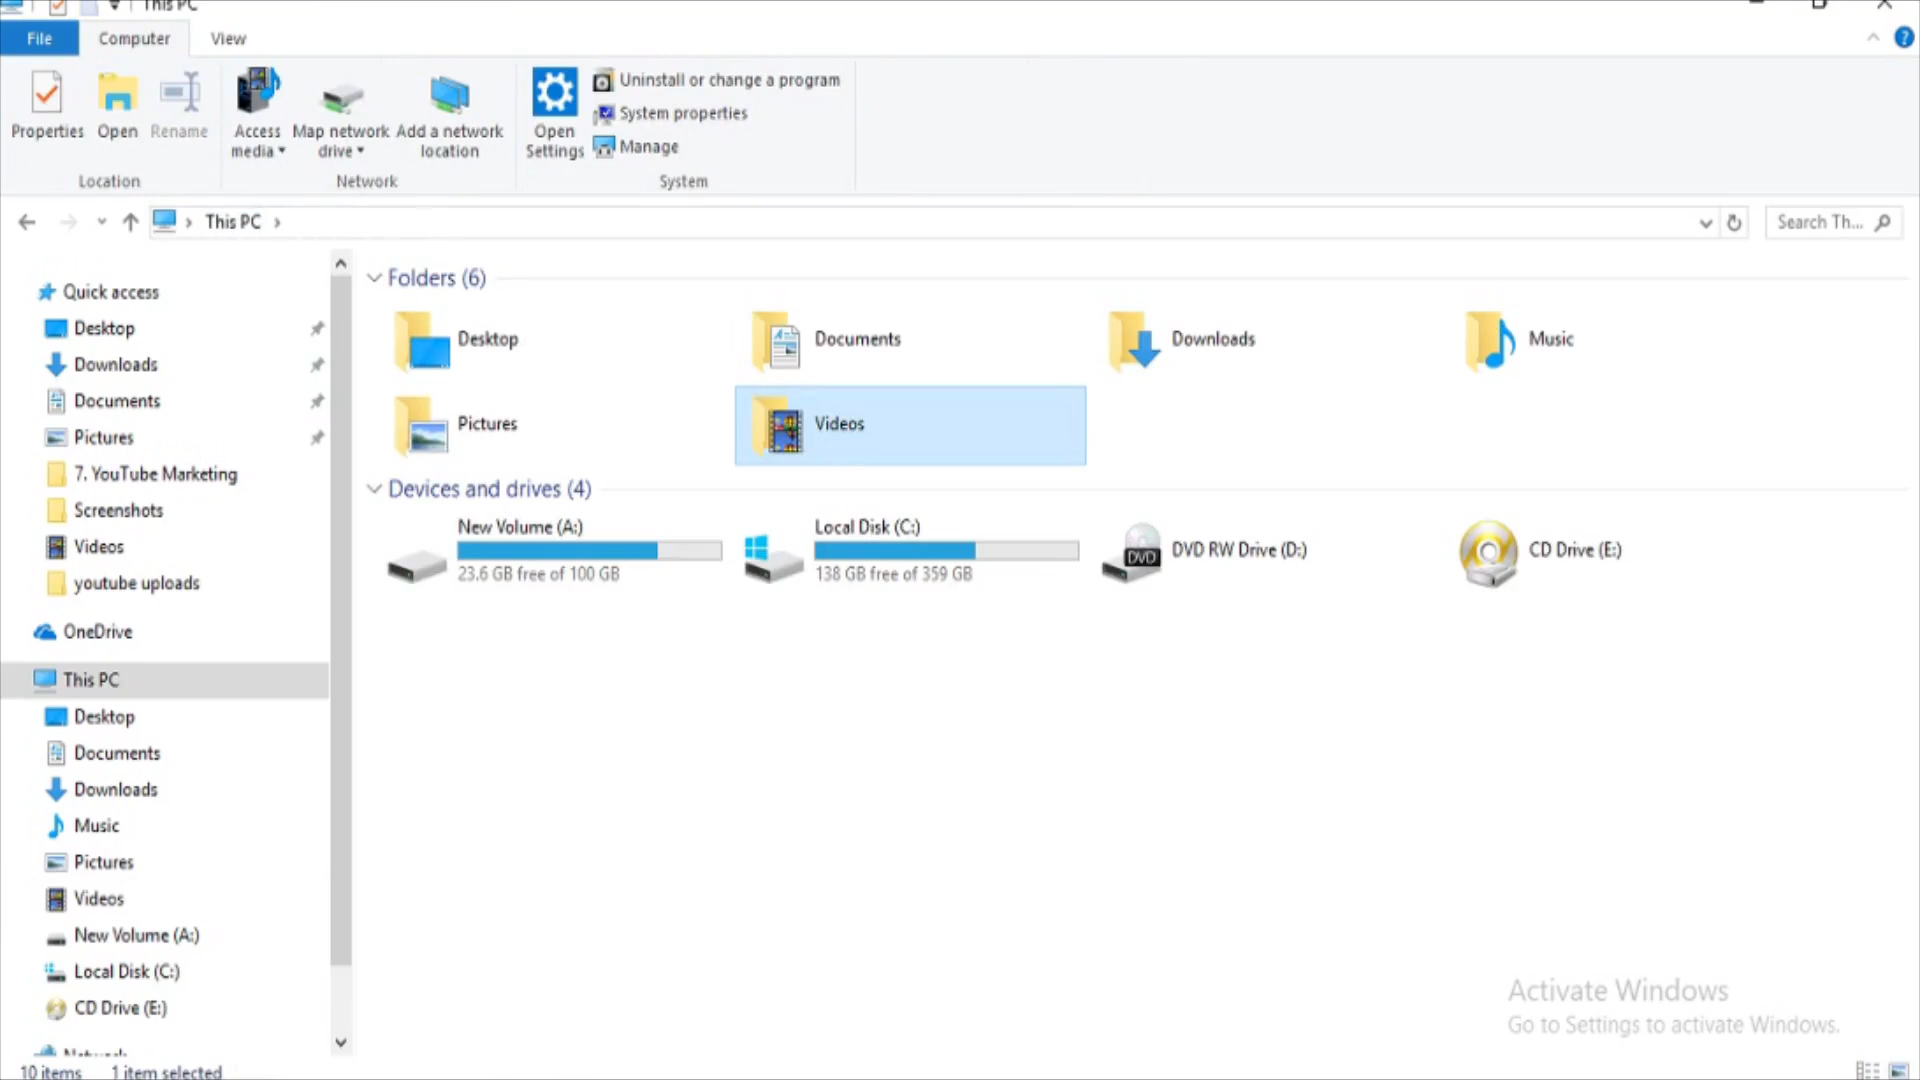 This PC
File
Computer
View
Properties
Open
Rename
Access media
Map network drive
Add a network location
Open Settings
Uninstall or change a program
System properties
Manage
Location
Network
System
This PC
Search Th...
Quick access
Desktop
Downloads
Documents
Pictures
7. YouTube Marketing
Screenshots
Videos
youtube uploads
OneDrive
This PC
Desktop
Documents
Downloads
Music
Pictures
Videos
New Volume (A:)
Local Disk (C:)
CD Drive (E:)
Network
Folders (6)
Desktop
Documents
Downloads
Music
Pictures
Videos
Devices and drives (4)
New Volume (A:)
23.6 GB free of 100 GB
Local Disk (C:)
138 GB free of 359 GB
DVD
DVD RW Drive (D:)
CD Drive (E:)
Activate Windows
Go to Settings to activate Windows.
10 items
1 item selected